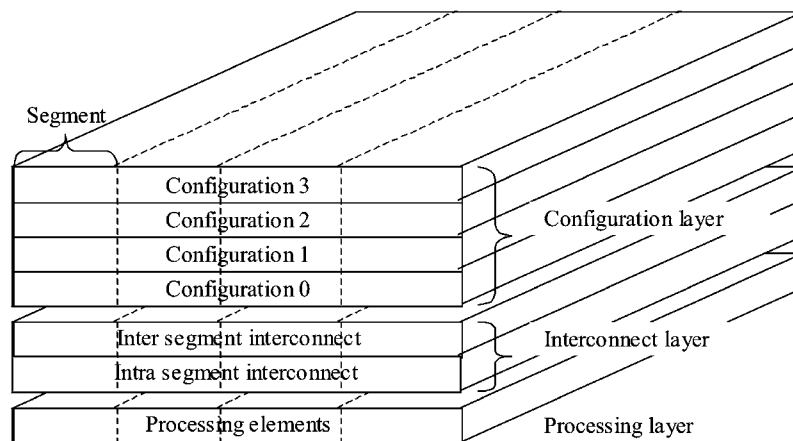 Segment
Configuration 3
Configuration 2
Configuration layer
Configuration 1
Configuration 0
Inter segment interconnect
Interconnect layer
Intra segment interconnect
Processing elements
Processing layer